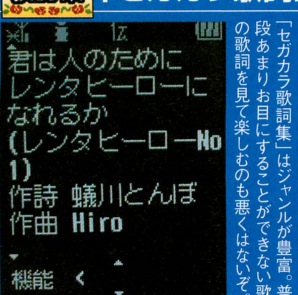 君は人のために
レンタヒーローに
なれるか
(レンタヒーローNo
1)
作詩 蟻川とんぼ
作曲 Hiro
機能 <
「セガカラ歌詞集」はジャンルが豊富。普
段あまりお目にすることができない歌
の歌詞を見て楽しむのも悪くはないぞ。